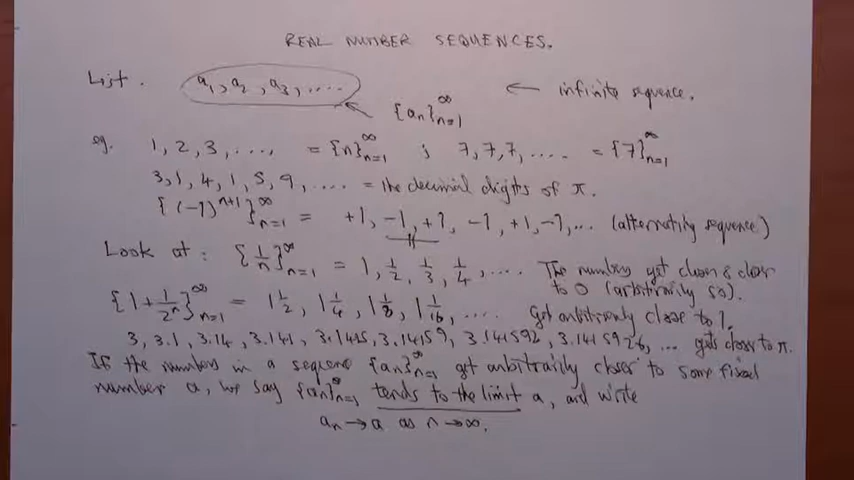 REAL NUMBER SEQUENCES.
List. a₁, a₂, a₃, .... ← infinite sequence.
{aₙ}ₙ₌₁^∞
eg. 1, 2, 3, ...., = {n}ₙ₌₁^∞ ; 7, 7, 7, .... = {7}ₙ₌₁^∞
3, 1, 4, 1, 5, 9, .... = the decimal digits of π.
{(-1)ⁿ⁺¹}ₙ₌₁^∞ = +1, -1, +1, -1, +1, -1, ... (alternating sequence)
Look at: {1/n}ₙ₌₁^∞ = 1, 1/2, 1/3, 1/4, .... The numbers get closer & closer
to 0 (arbitrarily so).
{1 + 1/2ⁿ}ₙ₌₁^∞ = 1 1/2, 1 1/4, 1 1/8, 1 1/16, .... Get arbitrarily close to 1.
3, 3.1, 3.14, 3.141, 3.1415, 3.14159, 3.141592, 3.1415926, ... gets closer to π.
If the numbers in a sequence {aₙ}ₙ₌₁^∞ get arbitrarily closer to some fixed
number a, we say {aₙ}ₙ₌₁^∞ tends to the limit a, and write
aₙ → a as n → ∞.